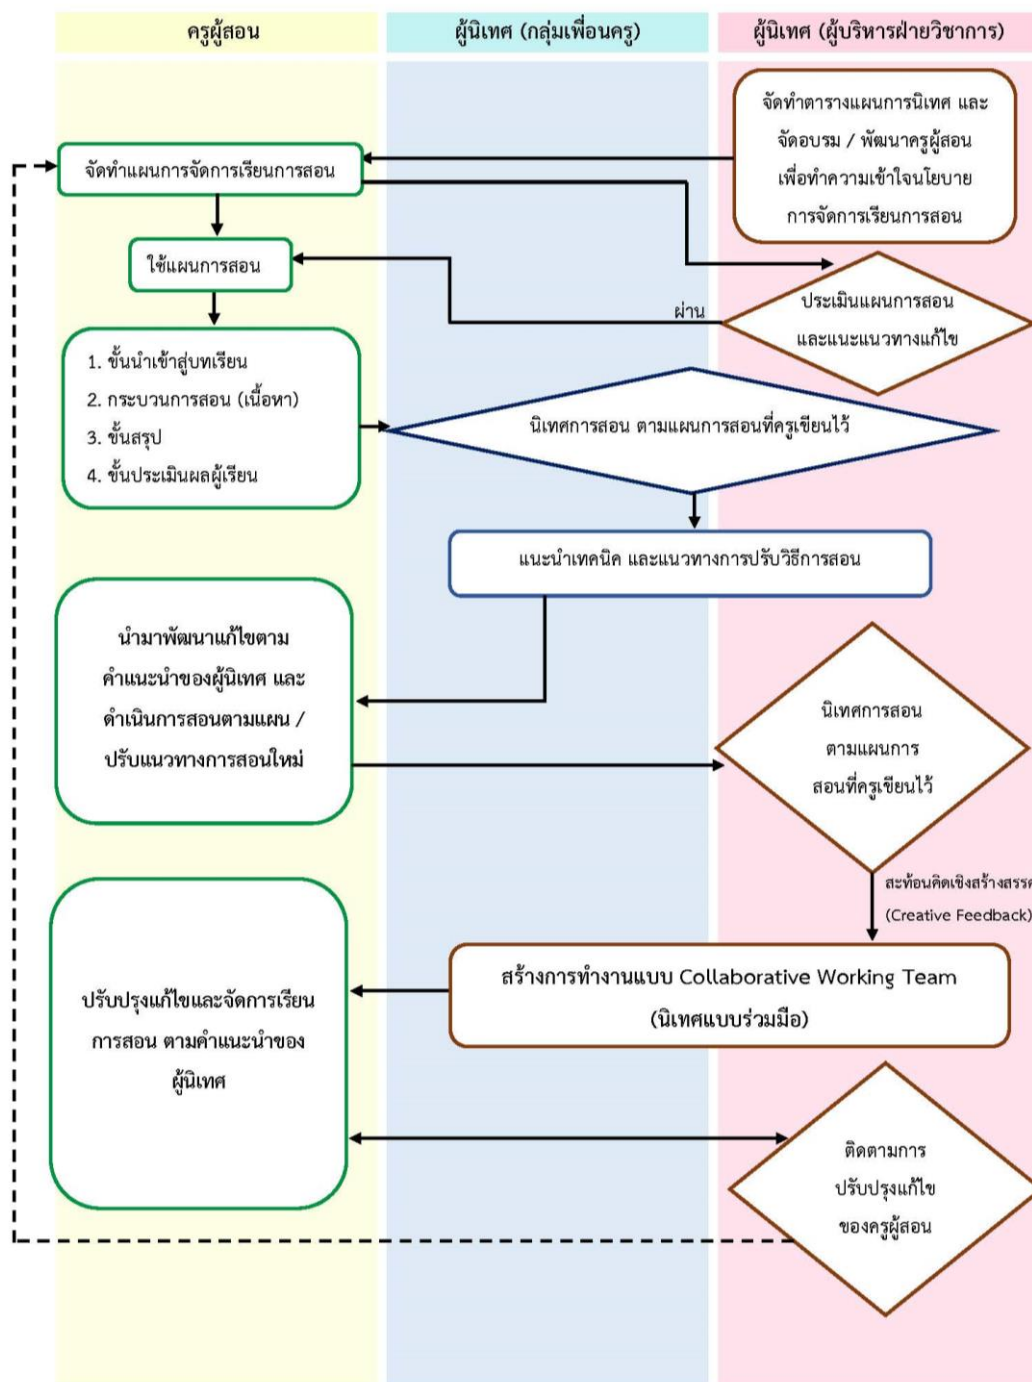 ครูผู้สอน
ผู้นิเทศ (กลุ่มเพื่อนครู)
ผู้นิเทศ (ผู้บริหารฝ่ายวิชาการ)
จัดทำตารางแผนการนิเทศ และ
จัดอบรม / พัฒนาครูผู้สอน
เพื่อทำความเข้าใจนโยบาย
การจัดการเรียนการสอน
จัดทำแผนการจัดการเรียนการสอน
ใช้แผนการสอน
ประเมินแผนการสอน
และแนะแนวทางแก้ไข
ผ่าน
1. ขั้นนำเข้าสู่บทเรียน
2. กระบวนการสอน (เนื้อหา)
3. ขั้นสรุป
4. ขั้นประเมินผลผู้เรียน
นิเทศการสอน ตามแผนการสอนที่ครูเขียนไว้
แนะนำเทคนิค และแนวทางการปรับวิธีการสอน
นำมาพัฒนาแก้ไขตาม
คำแนะนำของผู้นิเทศ และ
ดำเนินการสอนตามแผน /
ปรับแนวทางการสอนใหม่
นิเทศการสอน
ตามแผนการ
สอนที่ครูเขียนไว้
สะท้อนคิดเชิงสร้างสรรค
(Creative Feedback)
สร้างการทำงานแบบ Collaborative Working Team
(นิเทศแบบร่วมมือ)
ปรับปรุงแก้ไขและจัดการเรียน
การสอน ตามคำแนะนำของ
ผู้นิเทศ
ติดตามการ
ปรับปรุงแก้ไข
ของครูผู้สอน